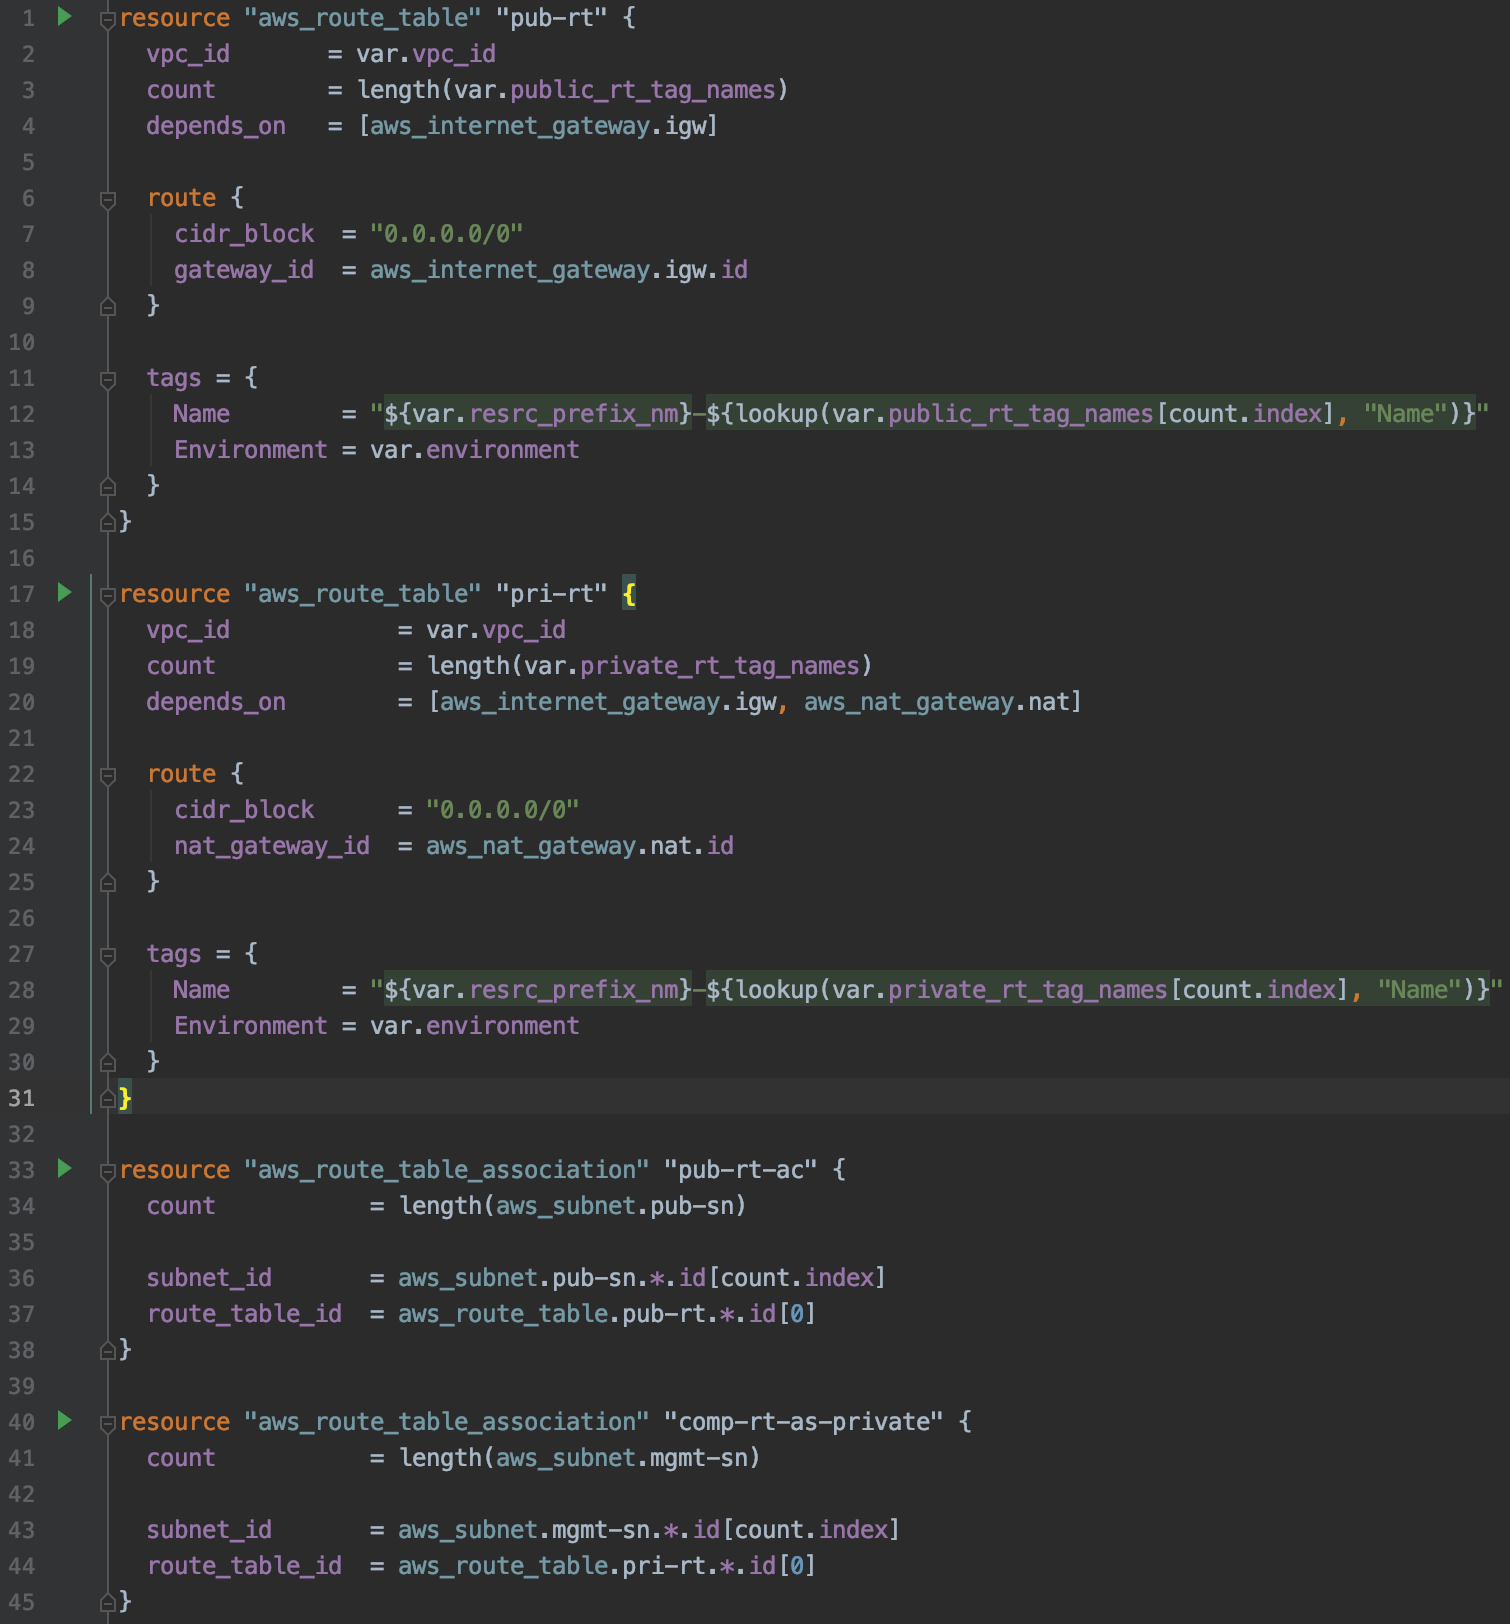 1 resource "aws_route_table" "pub-rt" {
2   vpc_id       = var.vpc_id
3   count        = length(var.public_rt_tag_names)
4   depends_on   = [aws_internet_gateway.igw]
5
6   route {
7     cidr_block  = "0.0.0.0/0"
8     gateway_id  = aws_internet_gateway.igw.id
9   }
10
11   tags = {
12     Name        = "${var.resrc_prefix_nm}-${lookup(var.public_rt_tag_names[count.index], "Name")}"
13     Environment = var.environment
14   }
15 }
16
17 resource "aws_route_table" "pri-rt" {
18   vpc_id            = var.vpc_id
19   count             = length(var.private_rt_tag_names)
20   depends_on        = [aws_internet_gateway.igw, aws_nat_gateway.nat]
21
22   route {
23     cidr_block      = "0.0.0.0/0"
24     nat_gateway_id  = aws_nat_gateway.nat.id
25   }
26
27   tags = {
28     Name        = "${var.resrc_prefix_nm}-${lookup(var.private_rt_tag_names[count.index], "Name")}"
29     Environment = var.environment
30   }
31 }
32
33 resource "aws_route_table_association" "pub-rt-ac" {
34   count           = length(aws_subnet.pub-sn)
35
36   subnet_id       = aws_subnet.pub-sn.*.id[count.index]
37   route_table_id  = aws_route_table.pub-rt.*.id[0]
38 }
39
40 resource "aws_route_table_association" "comp-rt-as-private" {
41   count           = length(aws_subnet.mgmt-sn)
42
43   subnet_id       = aws_subnet.mgmt-sn.*.id[count.index]
44   route_table_id  = aws_route_table.pri-rt.*.id[0]
45 }